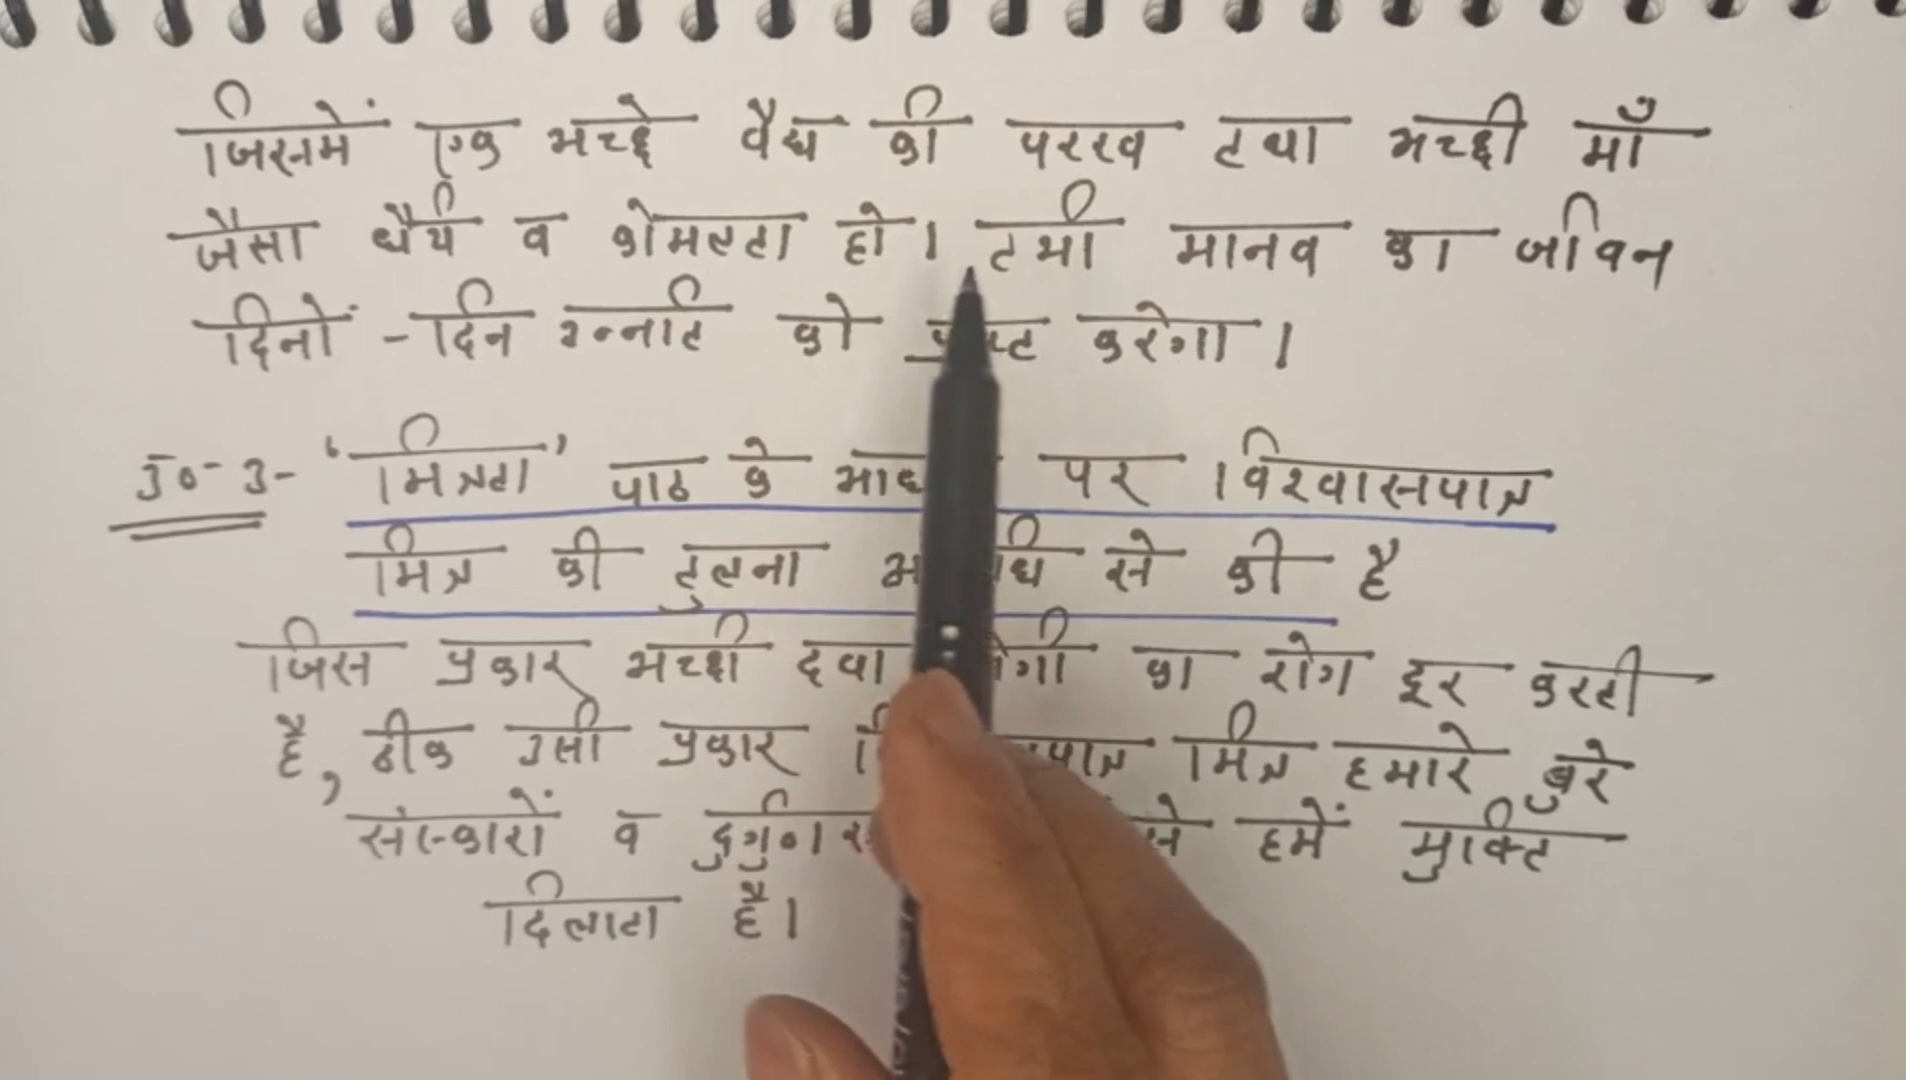 जिसमें एक अच्छे वैद्य की परख तथा अच्छी माँ
जैसा धैर्य व कोमलता हो। तभी मानव का जीवन
दिनों - दिन उन्नति को करेगा।
उ०- 3- 'मित्रता' पाठ के पर विश्वासपात्र
मित्र की तुलना से की है
जिस प्रकार अच्छी दवा का रोग दूर करती
है, ठीक उसी प्रकार मित्र हमारे बुरे
संस्कारों व से हमें मुक्ति
दिलाता है।